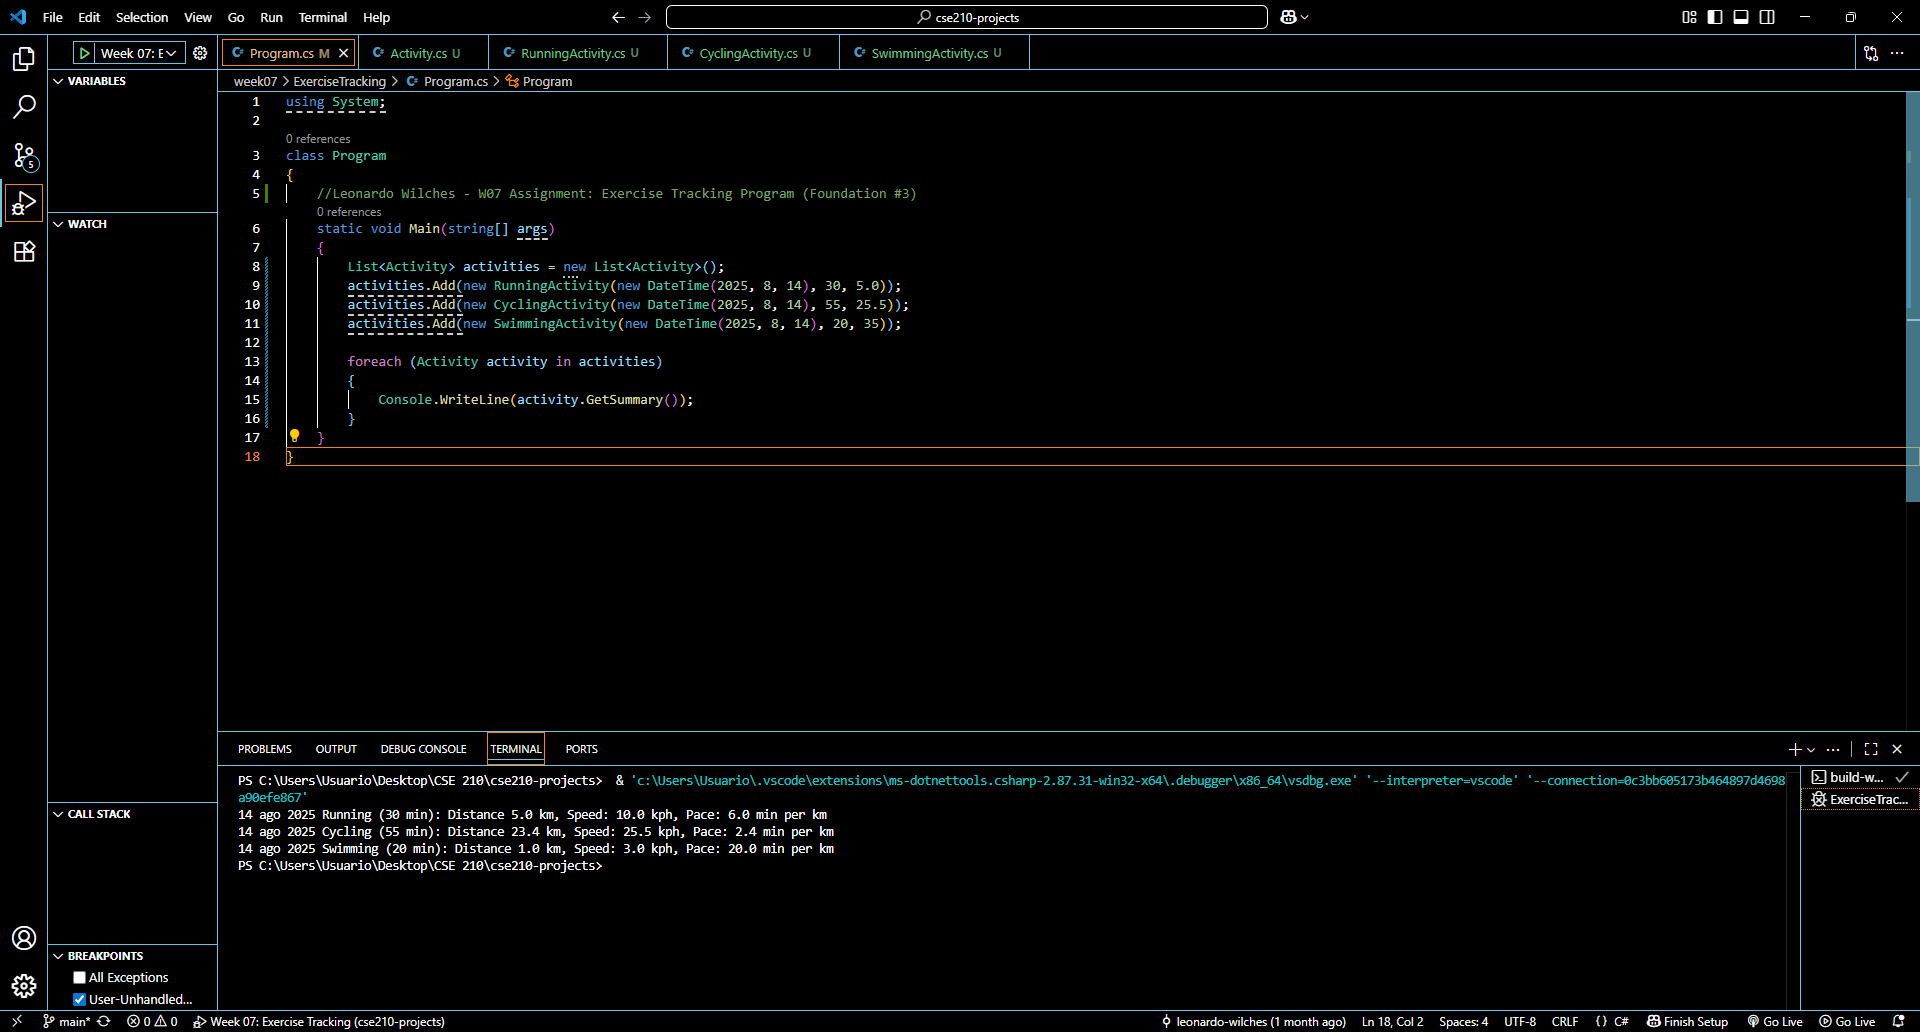 File Edit Selection View Go Run Terminal Help
cse210-projects
Week 07: E
Program.cs M
Activity.cs U
RunningActivity.cs U
CyclingActivity.cs U
SwimmingActivity.cs U
week07 > ExerciseTracking > Program.cs > Program
VARIABLES
WATCH
CALL STACK
BREAKPOINTS
All Exceptions
User-Unhandled...
5
1 using System;
2
0 references
3 class Program
4 {
5 //Leonardo Wilches - W07 Assignment: Exercise Tracking Program (Foundation #3)
0 references
6 static void Main(string[] args)
7 {
8 List<Activity> activities = new List<Activity>();
9 activities.Add(new RunningActivity(new DateTime(2025, 8, 14), 30, 5.0));
10 activities.Add(new CyclingActivity(new DateTime(2025, 8, 14), 55, 25.5));
11 activities.Add(new SwimmingActivity(new DateTime(2025, 8, 14), 20, 35));
12
13 foreach (Activity activity in activities)
14 {
15 Console.WriteLine(activity.GetSummary());
16 }
17 }
18 }
PROBLEMS OUTPUT DEBUG CONSOLE TERMINAL PORTS
PS C:\Users\Usuario\Desktop\CSE 210\cse210-projects> & 'c:\Users\Usuario\.vscode\extensions\ms-dotnettools.csharp-2.87.31-win32-x64\.debugger\x86_64\vsdbg.exe' '--interpreter=vscode' '--connection=0c3bb605173b464897d4698
a90efe867'
14 ago 2025 Running (30 min): Distance 5.0 km, Speed: 10.0 kph, Pace: 6.0 min per km
14 ago 2025 Cycling (55 min): Distance 23.4 km, Speed: 25.5 kph, Pace: 2.4 min per km
14 ago 2025 Swimming (20 min): Distance 1.0 km, Speed: 3.0 kph, Pace: 20.0 min per km
PS C:\Users\Usuario\Desktop\CSE 210\cse210-projects>
build-w...
ExerciseTrac...
main* 0 0 Week 07: Exercise Tracking (cse210-projects) leonardo-wilches (1 month ago) Ln 18, Col 2 Spaces: 4 UTF-8 CRLF {} C# Finish Setup Go Live Go Live